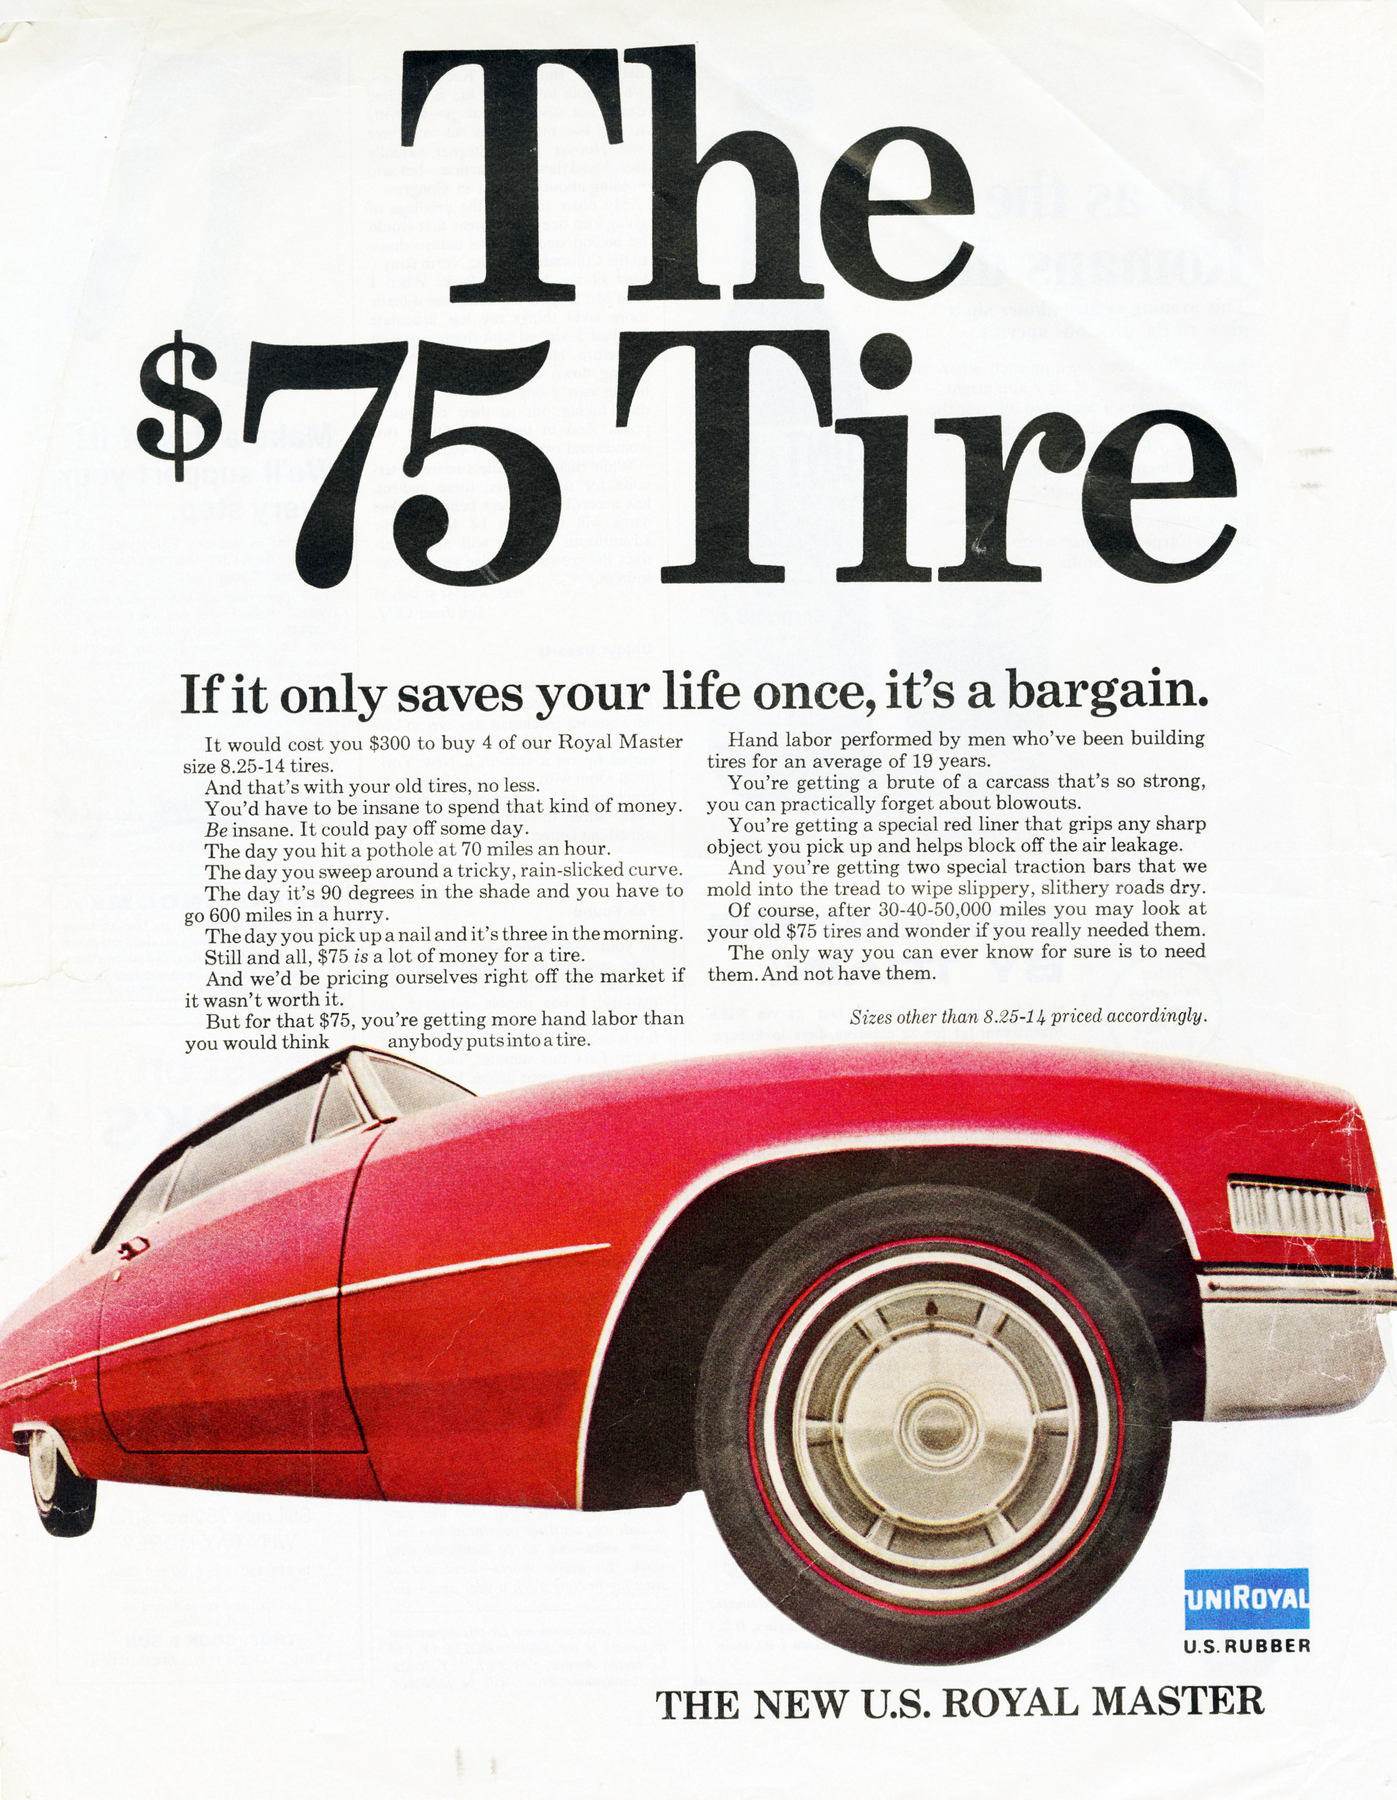 The
$75 Tire
If it only saves your life once, it's a bargain.
It would cost you $300 to buy 4 of our Royal Master
size 8.25-14 tires.
And that's with your old tires, no less.
You'd have to be insane to spend that kind of money.
Be insane. It could pay off some day.
The day you hit a pothole at 70 miles an hour.
The day you sweep around a tricky, rain-slicked curve.
The day it's 90 degrees in the shade and you have to
go 600 miles in a hurry.
The day you pick up a nail and it's three in the morning.
Still and all, $75 is a lot of money for a tire.
And we'd be pricing ourselves right off the market if
it wasn't worth it.
But for that $75, you're getting more hand labor than
you would think anybody puts into a tire.
Hand labor performed by men who've been building
tires for an average of 19 years.
You're getting a brute of a carcass that's so strong,
you can practically forget about blowouts.
You're getting a special red liner that grips any sharp
object you pick up and helps block off the air leakage.
And you're getting two special traction bars that we
mold into the tread to wipe slippery, slithery roads dry.
Of course, after 30-40-50,000 miles you may look at
your old $75 tires and wonder if you really needed them.
The only way you can ever know for sure is to need
them. And not have them.
Sizes other than 8.25-14 priced accordingly.
UNIROYAL
U.S. RUBBER
THE NEW U.S. ROYAL MASTER